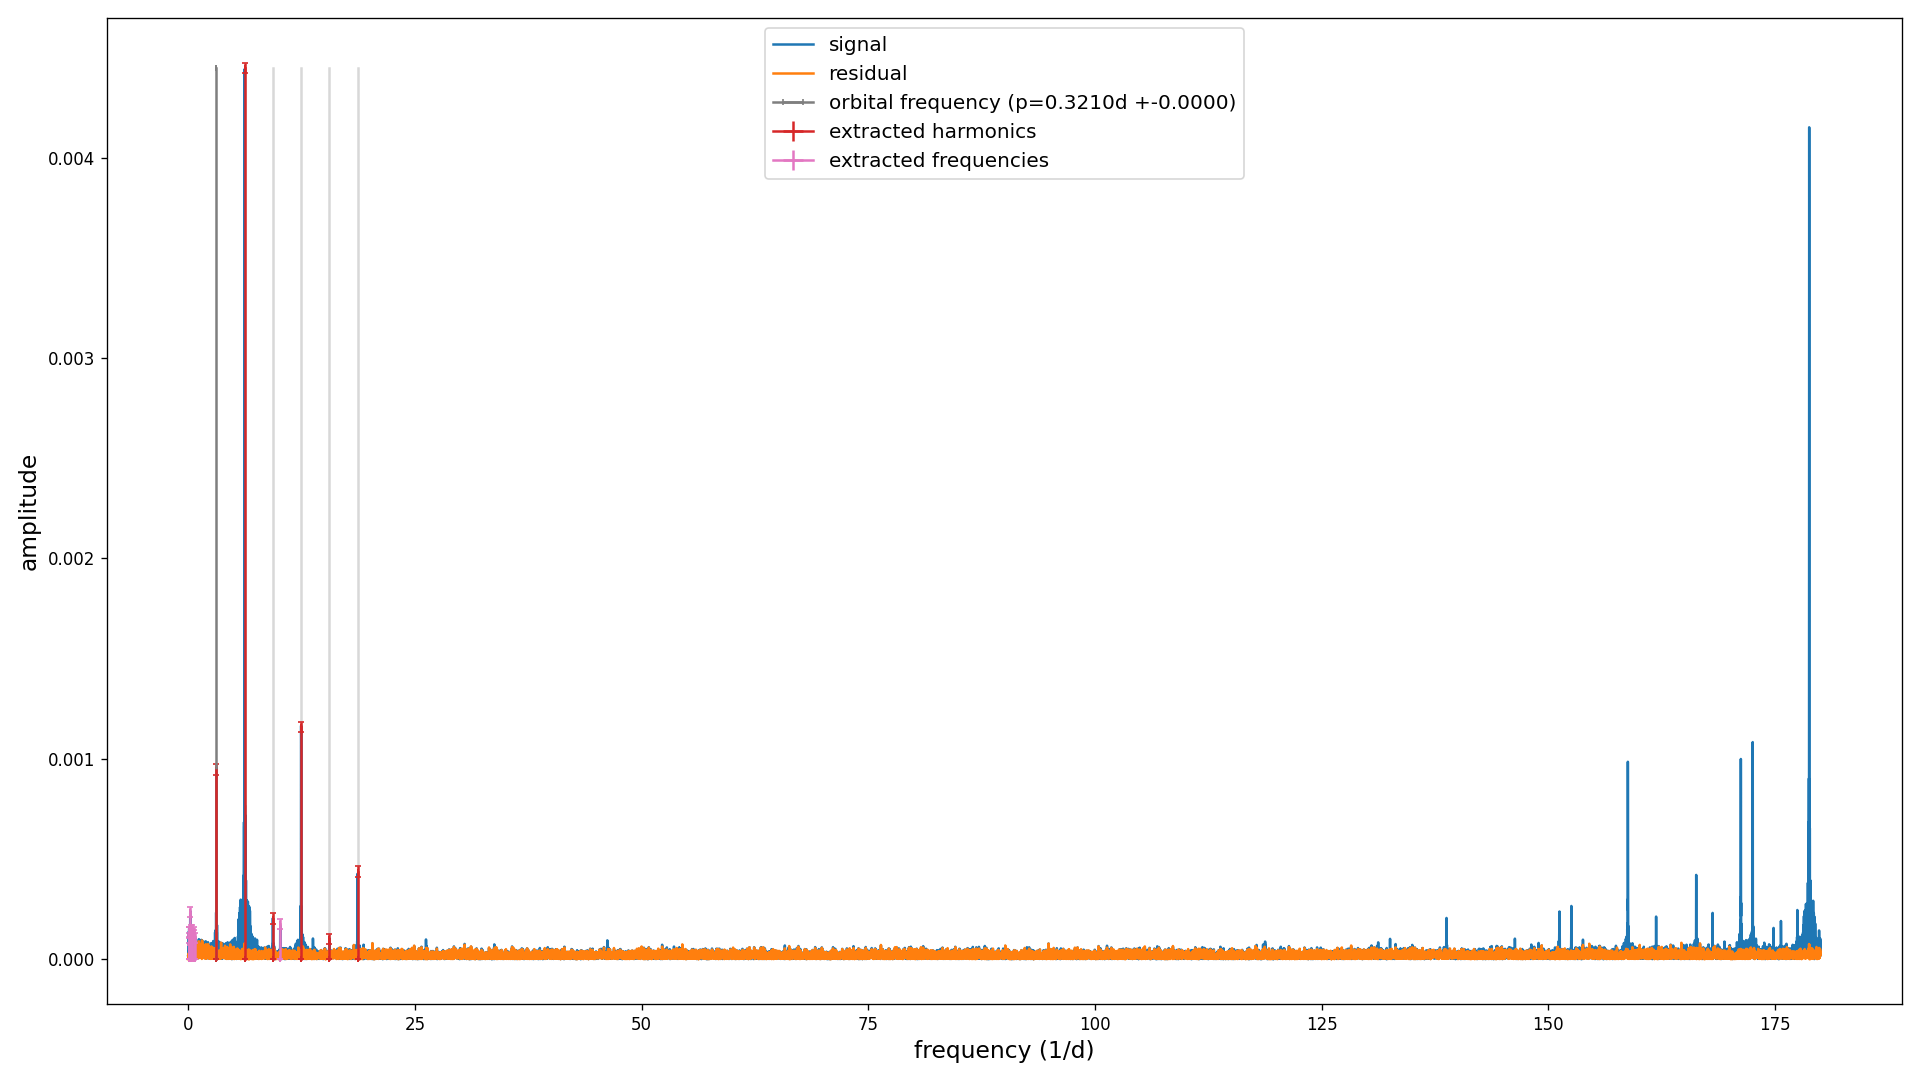 signal
residual
orbital frequency (p=0.3210d +-0.0000)
extracted harmonics
extracted frequencies
amplitude
0.004
0.003
0.002
0.001
0.000
0 25 50 75 100 125 150 175
frequency (1/d)